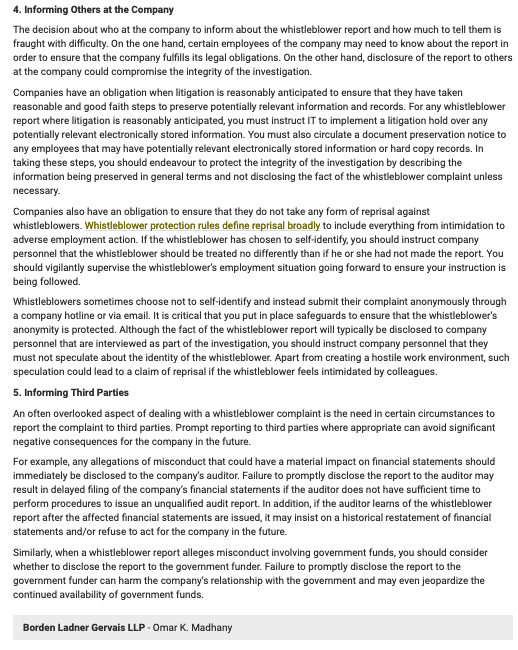 4. Informing Others at the Company
The decision about who at the company to inform about the whistleblower report and how much to tell them is
fraught with difficulty. On the one hand, certain employees of the company may need to know about the report in
order to ensure that the company fulfills its legal obligations. On the other hand, disclosure of the report to others
at the company could compromise the integrity of the investigation.
Companies have an obligation when litigation is reasonably anticipated to ensure that they have taken
reasonable and good faith steps to preserve potentially relevant information and records. For any whistleblower
report where litigation is reasonably anticipated, you must instruct IT to implement a litigation hold over any
potentially relevant electronically stored information. You must also circulate a document preservation notice to
any employees that may have potentially relevant electronically stored information or hard copy records. In
taking these steps, you should endeavour to protect the integrity of the investigation by describing the
information being preserved in general terms and not disclosing the fact of the whistleblower complaint unless
necessary.
Companies also have an obligation to ensure that they do not take any form of reprisal against
whistleblowers. Whistleblower protection rules define reprisal broadly to include everything from intimidation to
adverse employment action. If the whistleblower has chosen to self-identify, you should instruct company
personnel that the whistleblower should be treated no differently than if he or she had not made the report. You
should vigilantly supervise the whistleblower's employment situation going forward to ensure your instruction is
being followed.
Whistleblowers sometimes choose not to self-identify and instead submit their complaint anonymously through
a company hotline or via email. It is critical that you put in place safeguards to ensure that the whistleblower's
anonymity is protected. Although the fact of the whistleblower report will typically be disclosed to company
personnel that are interviewed as part of the investigation, you should instruct company personnel that they
must not speculate about the identity of the whistleblower. Apart from creating a hostile work environment, such
speculation could lead to a claim of reprisal if the whistleblower feels intimidated by colleagues.
5. Informing Third Parties
An often overlooked aspect of dealing with a whistleblower complaint is the need in certain circumstances to
report the complaint to third parties. Prompt reporting to third parties where appropriate can avoid significant
negative consequences for the company in the future.
For example, any allegations of misconduct that could have a material impact on financial statements should
immediately be disclosed to the company's auditor. Failure to promptly disclose the report to the auditor may
result in delayed filing of the company's financial statements if the auditor does not have sufficient time to
perform procedures to issue an unqualified audit report. In addition, if the auditor learns of the whistleblower
report after the affected financial statements are issued, it may insist on a historical restatement of financial
statements and/or refuse to act for the company in the future.
Similarly, when a whistleblower report alleges misconduct involving government funds, you should consider
whether to disclose the report to the government funder. Failure to promptly disclose the report to the
government funder can harm the company's relationship with the government and may even jeopardize the
continued availability of government funds.
Borden Ladner Gervais LLP - Omar K. Madhany